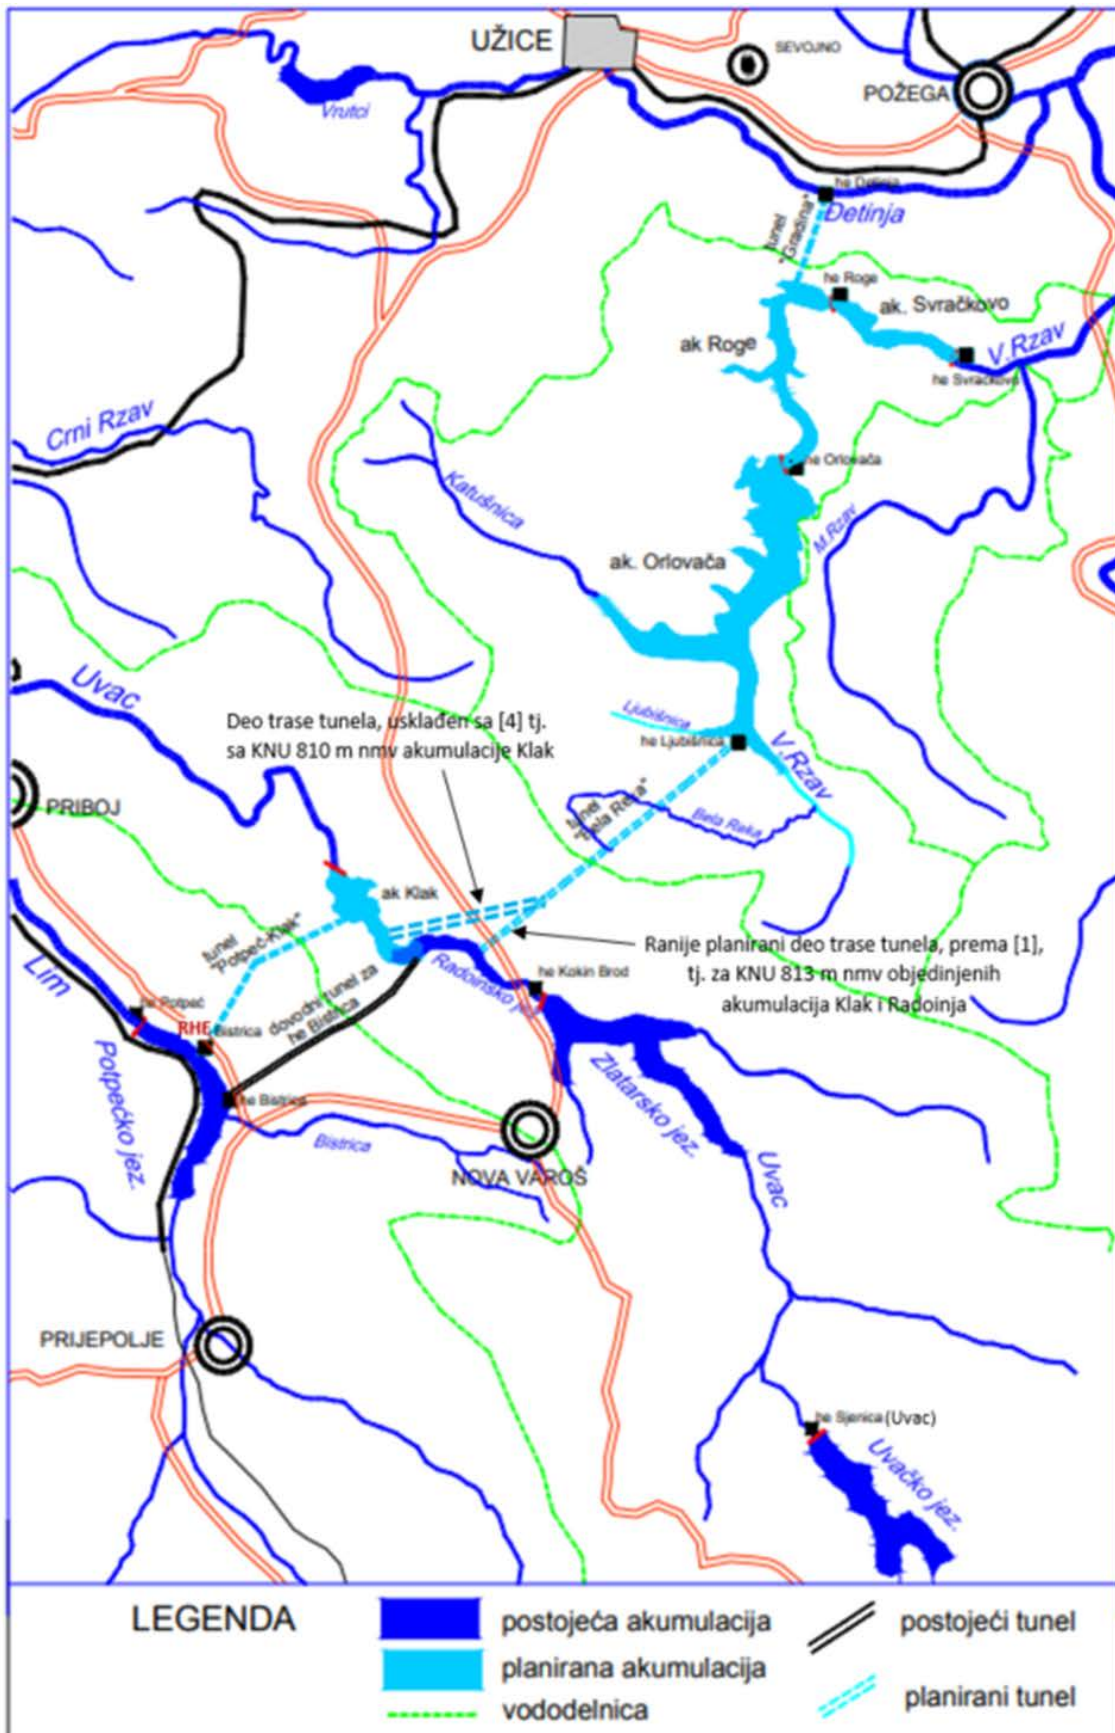 UŽICE
SEVOJNO
POŽEGA
Vrutci
he Đetinja
Đetinja
tunel
"Gradina"
he Roge
ak. Svračkovo
ak Roge
V.Rzav
he Svračkovo
Crni Rzav
he Orlovača
Katušnica
M.Rzav
ak. Orlovača
Uvac
Deo trase tunela, usklađen sa [4] tj.
sa KNU 810 m nmv akumulacije Klak
Ljubišnica
he Ljubišnica
V.Rzav
PRIBOJ
tunel
"Bela Reka"
Bela Reka
ak Klak
tunel
"Potpeć-Klak"
Ranije planirani deo trase tunela, prema [1],
tj. za KNU 813 m nmv objedinjenih
akumulacija Klak i Radoinja
Lim
Radoinsko jez.
he Kokin Brod
dovodni tunel za
he Bistrica
he Potpeć
RHE Bistrica
Potpećko jez.
he Bistrica
Zlatarsko jez.
Bistrica
NOVA VAROŠ
Uvac
PRIJEPOLJE
he Sjenica (Uvac)
Uvačko jez.
LEGENDA
postojeća akumulacija
postojeći tunel
planirana akumulacija
planirani tunel
vododelnica